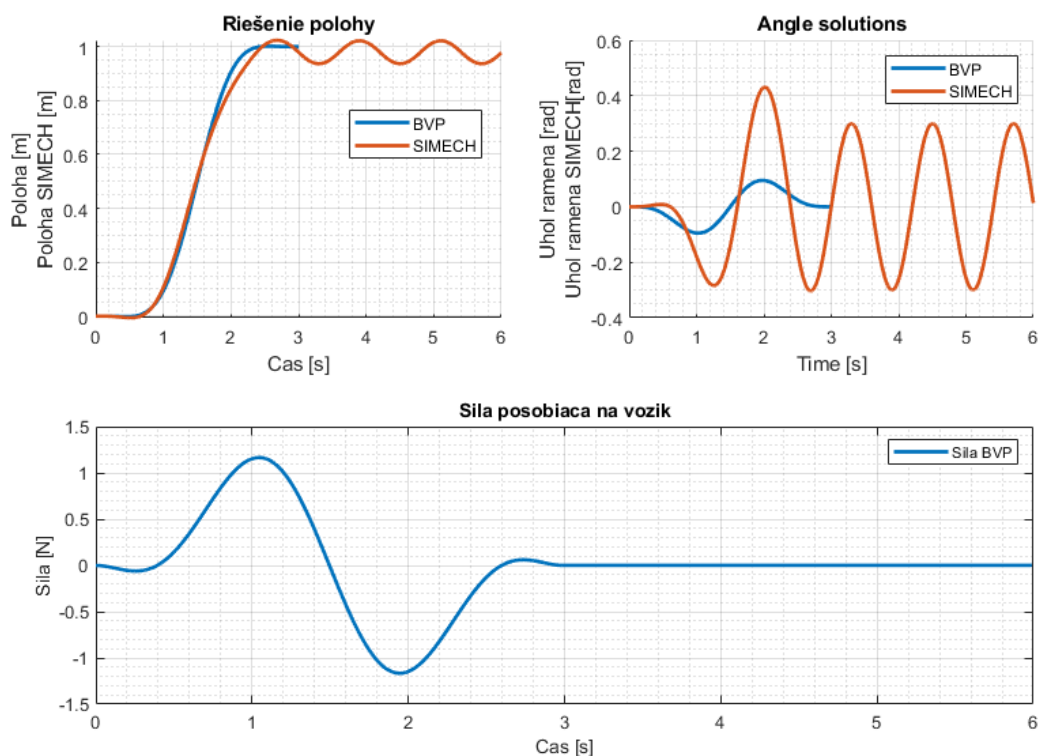 Riešenie polohy
Poloha [m]
Poloha SIMECH [m]
1
0.8
0.6
0.4
0.2
0
BVP
SIMECH
0 1 2 3 4 5 6
Cas [s]
Angle solutions
Uhol ramena [rad]
Uhol ramena SIMECH[rad]
0.6
0.4
0.2
0
-0.2
-0.4
BVP
SIMECH
0 1 2 3 4 5 6
Time [s]
Sila posobiaca na vozik
Sila [N]
1.5
1
0.5
0
-0.5
-1
-1.5
Sila BVP
0 1 2 3 4 5 6
Cas [s]